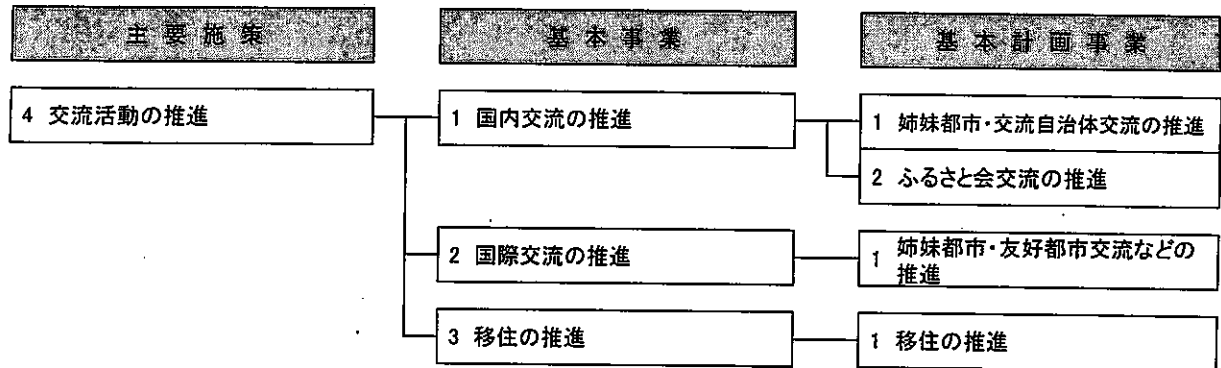 主要施策
基本事業
基本計画事業
4 交流活動の推進
1 国内交流の推進
1 姉妹都市・交流自治体交流の推進
2 ふるさと会交流の推進
2 国際交流の推進
1 姉妹都市・友好都市交流などの
推進
3 移住の推進
1 移住の推進